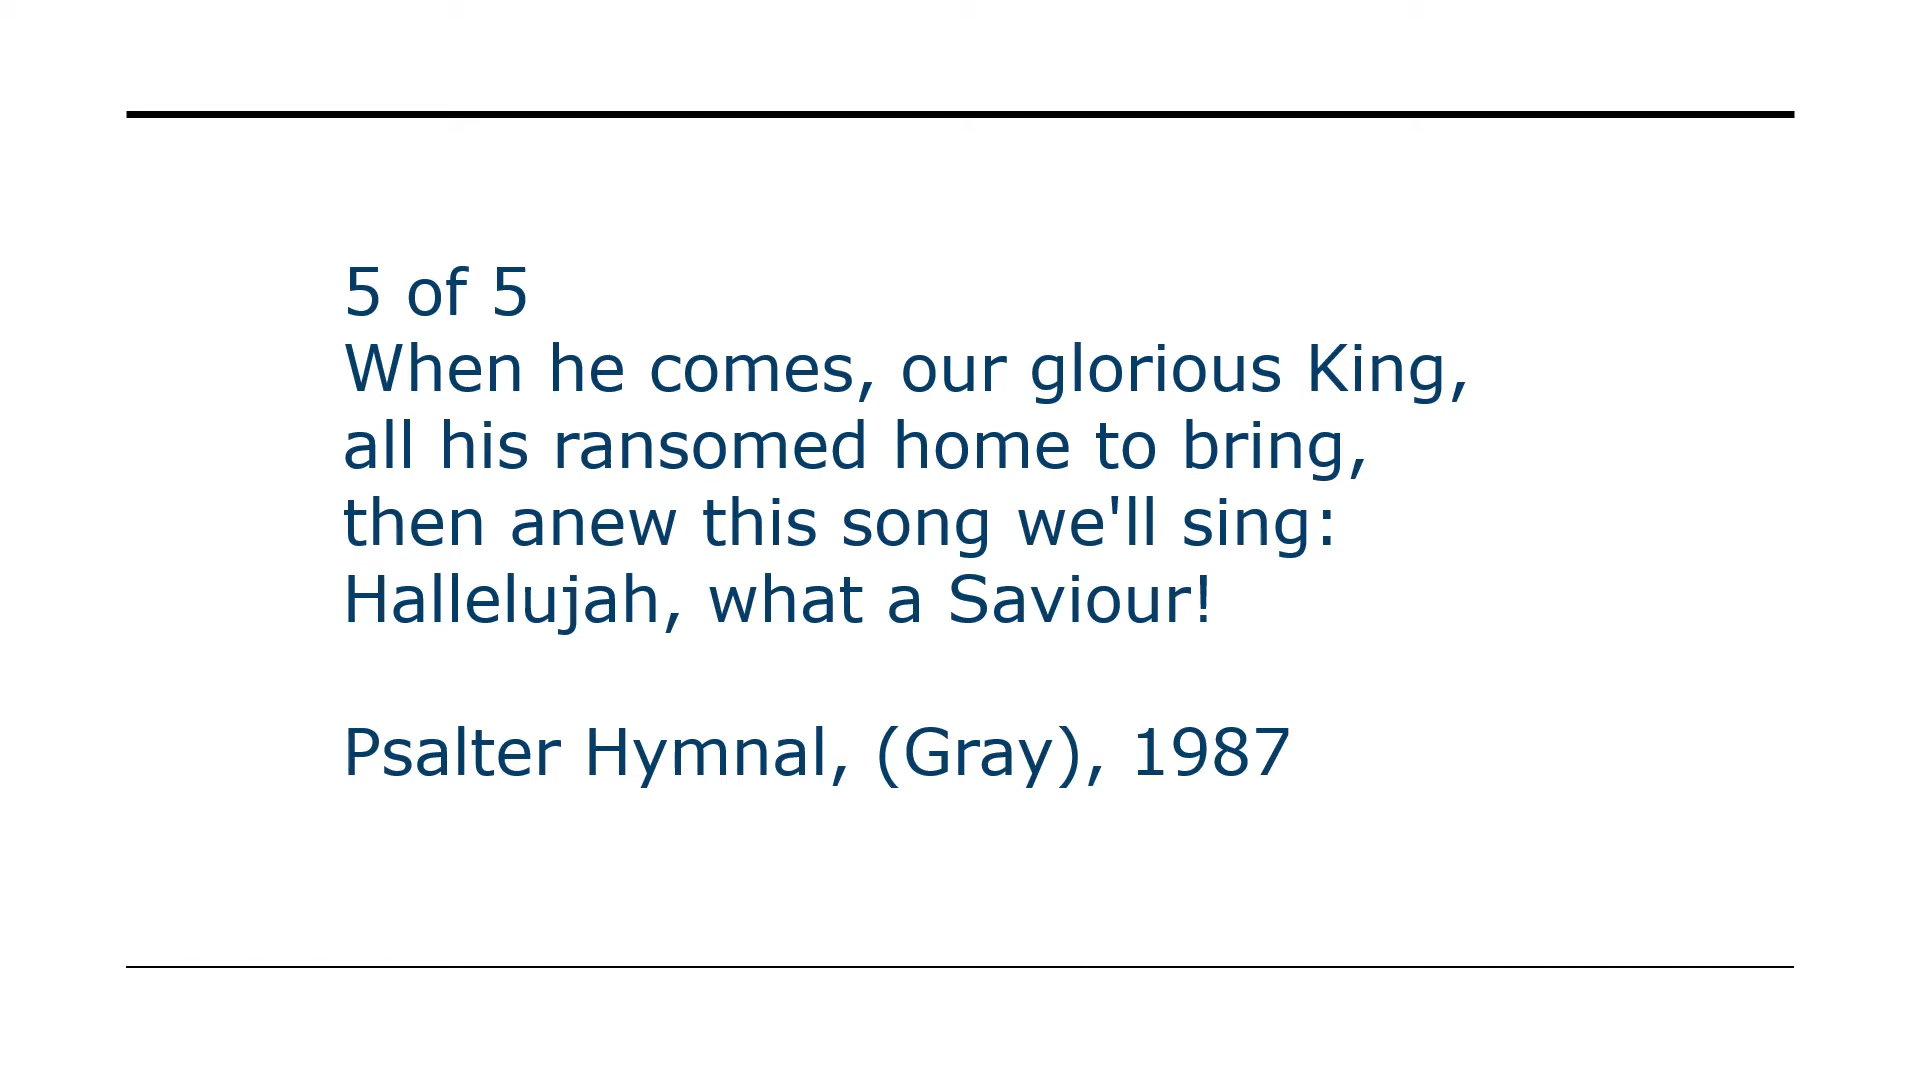 5 of 5
When he comes, our glorious King,
all his ransomed home to bring,
then anew this song we'll sing:
Hallelujah, what a Saviour!
Psalter Hymnal, (Gray), 1987